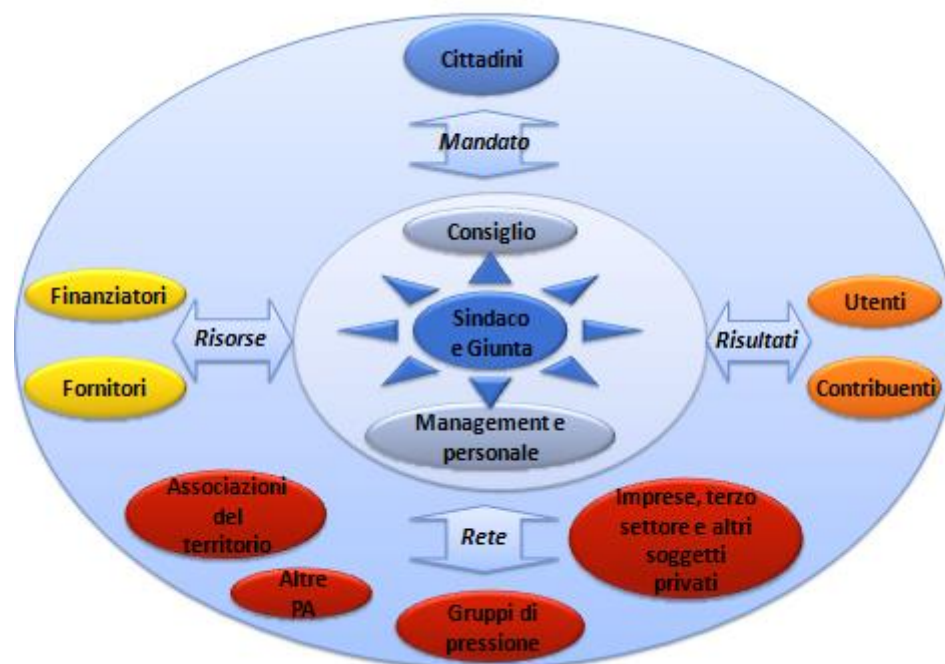 Cittadini
Mandato
Consiglio
Finanziatori
Risorse
Fornitori
Sindaco
e Giunta
Utenti
Risultati
Contribuenti
Management e
personale
Associazioni
del
territorio
Altre
PA
Rete
Gruppi di
pressione
Imprese, terzo
settore e altri
soggetti
privati